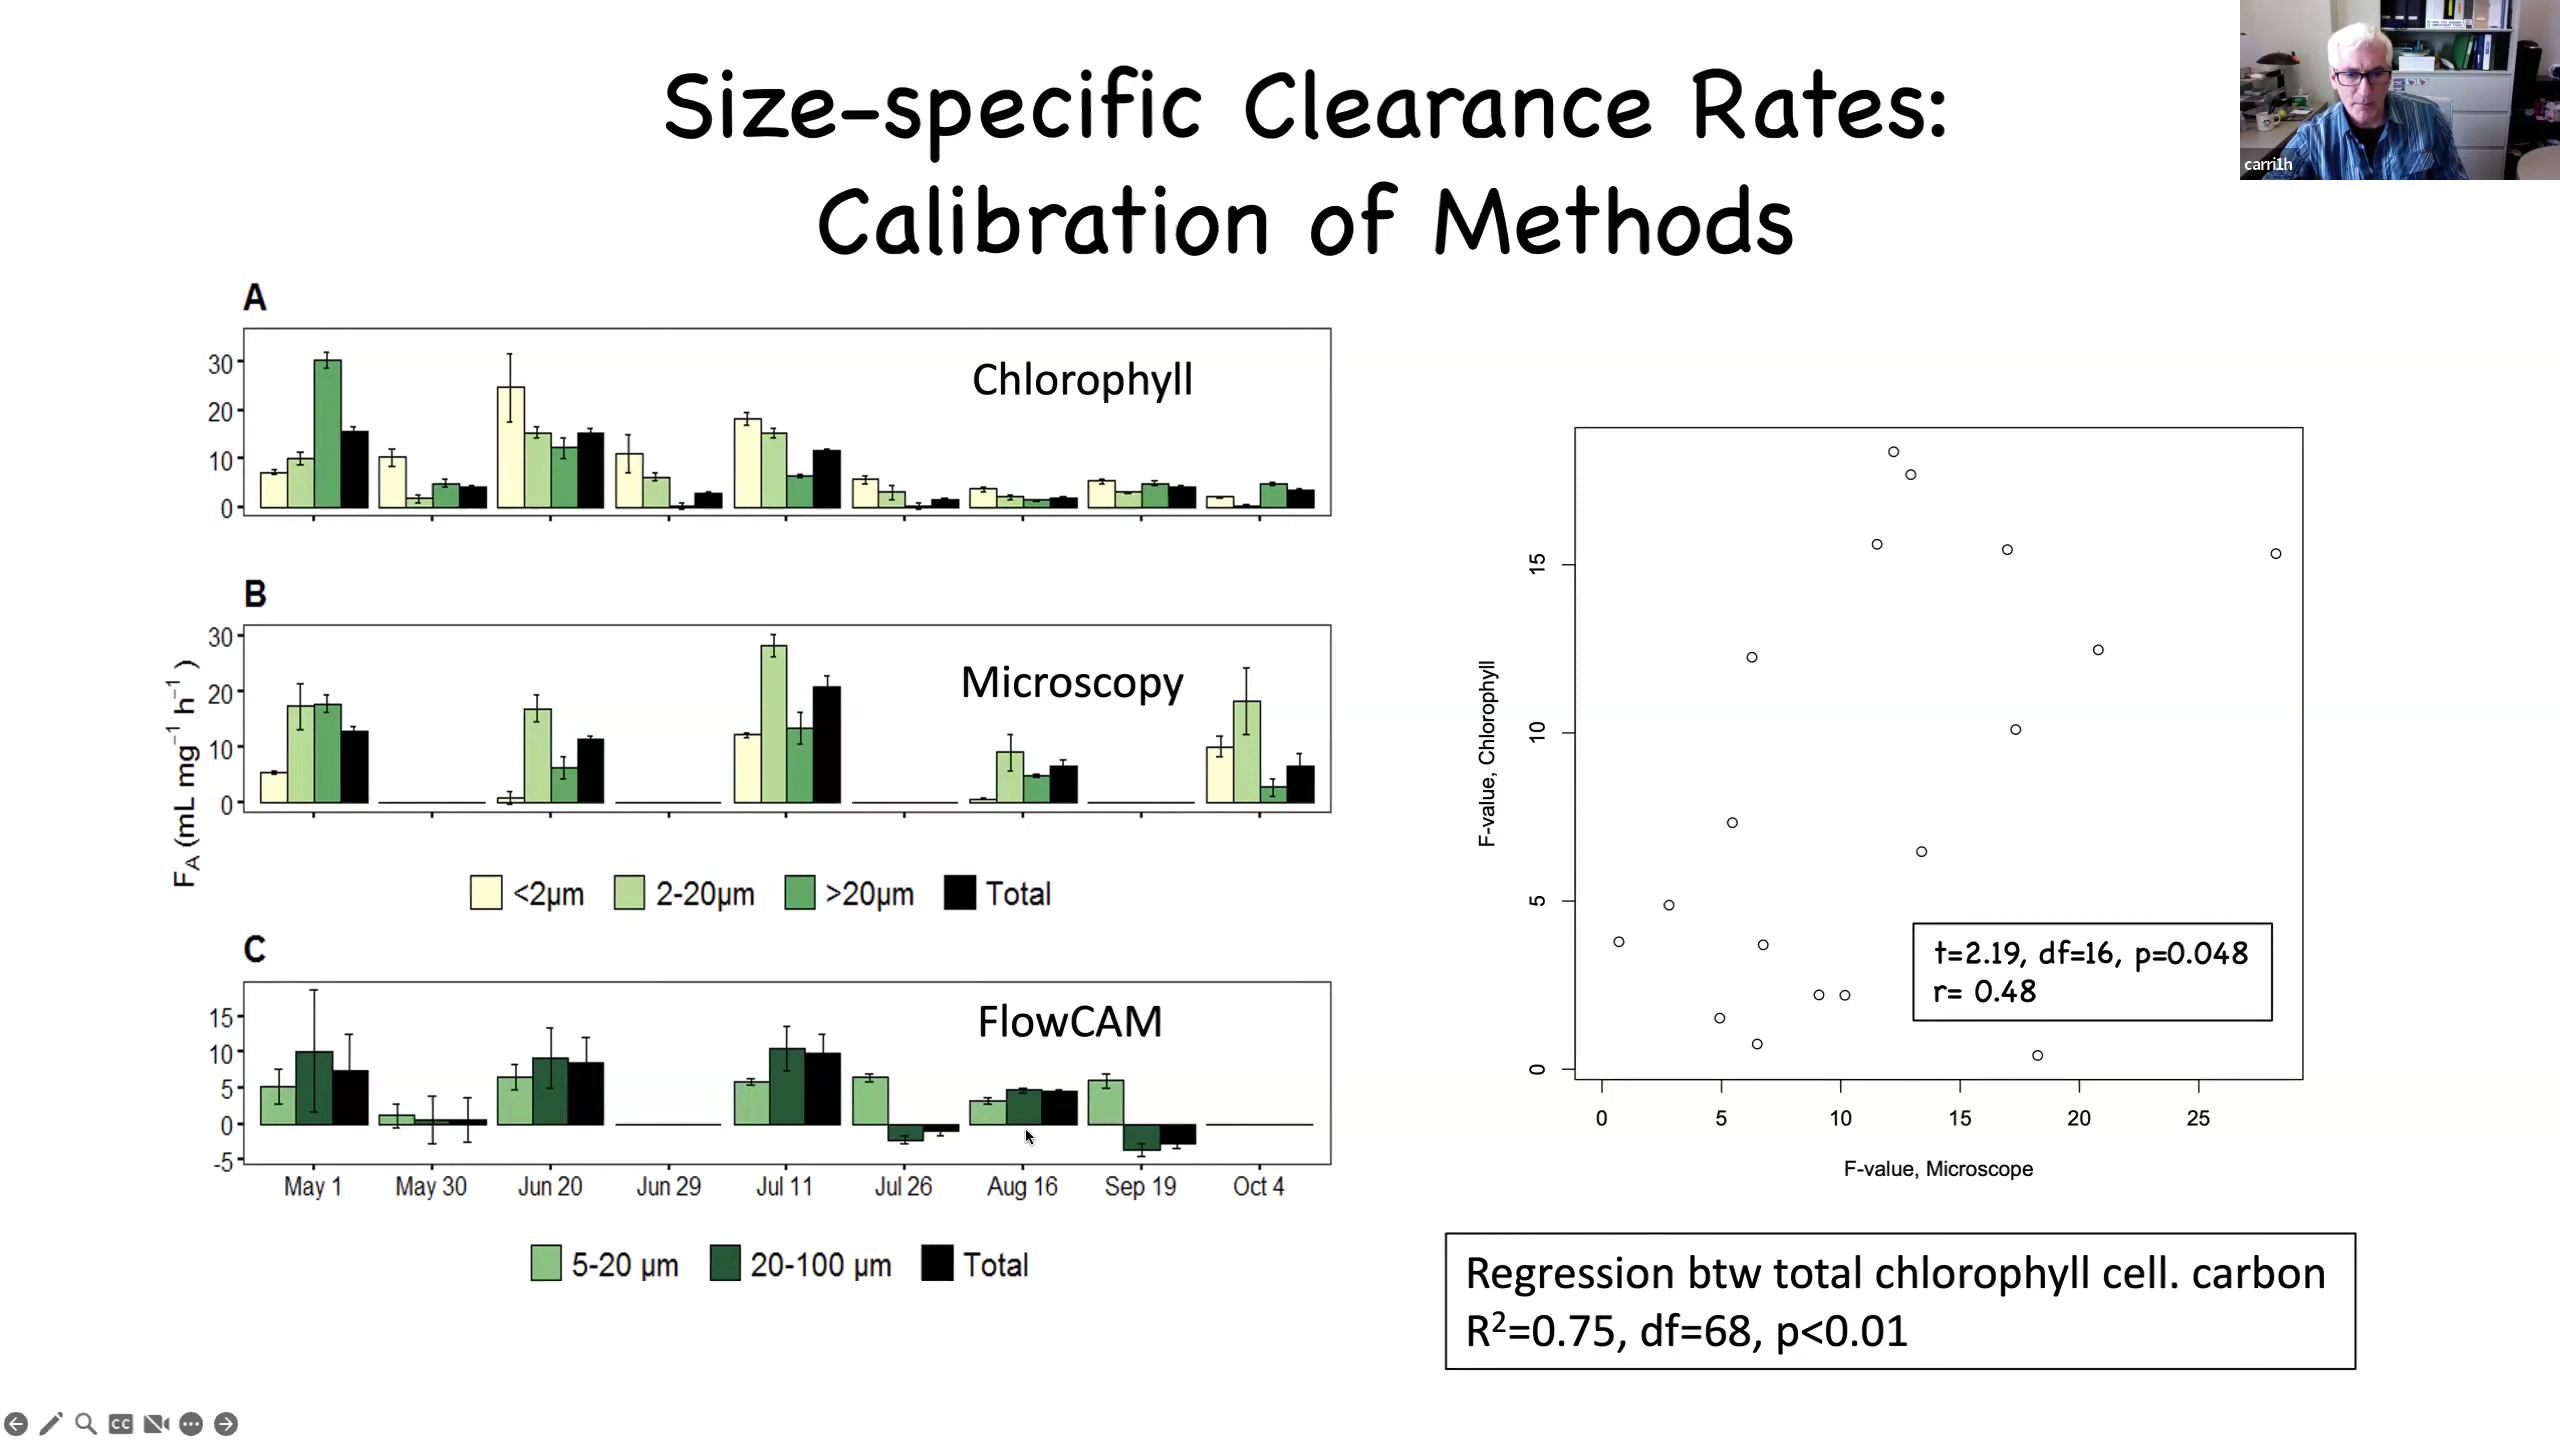 Size-specific Clearance Rates:
Calibration of Methods
carri1h
A
30
20
10
0
Chlorophyll
B
30
20
10
0
Microscopy
F_A (mL mg⁻¹ h⁻¹)
<2µm 2-20µm >20µm Total
C
15
10
5
0
-5
FlowCAM
May 1 May 30 Jun 20 Jun 29 Jul 11 Jul 26 Aug 16 Sep 19 Oct 4
5-20 µm 20-100 µm Total
F-value, Chlorophyll
15
10
5
0
t=2.19, df=16, p=0.048
r= 0.48
0 5 10 15 20 25
F-value, Microscope
Regression btw total chlorophyll cell. carbon
R²=0.75, df=68, p<0.01
CC